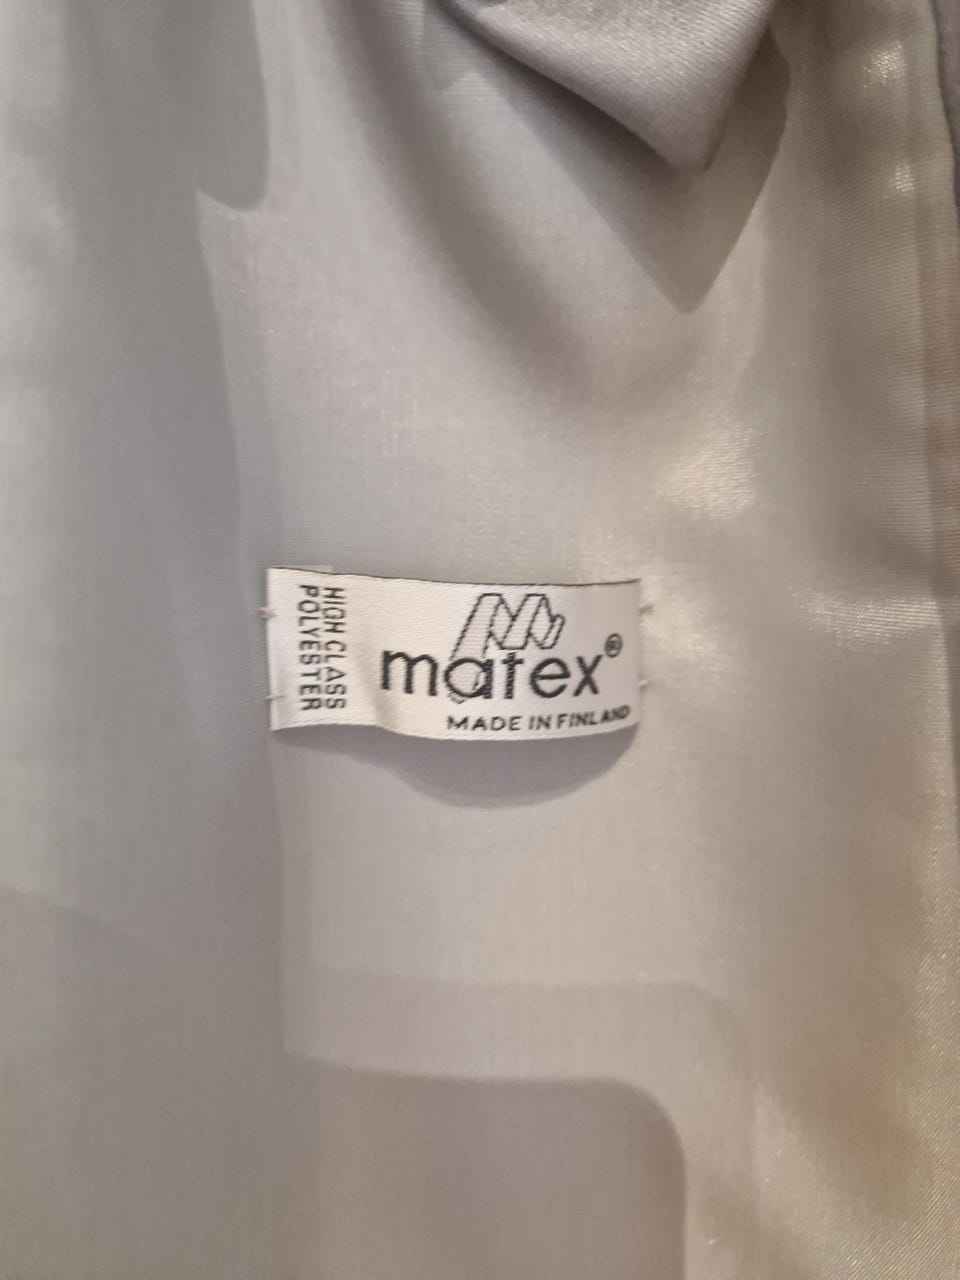 HIGH CLASS
POLYESTER
matex®
MADE IN FINLAND